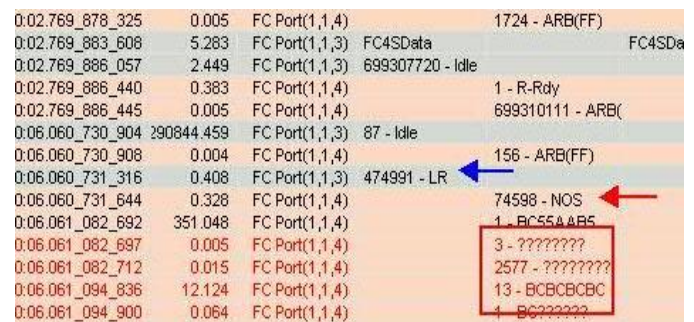 0:02.769_878_325 0.005 FC Port(1,1,4) 1724 - ARB(FF)
0:02.769_883_608 5.283 FC Port(1,1,3) FC4SData FC4SDa
0:02.769_886_057 2.449 FC Port(1,1,3) 699307720 - Idle
0:02.769_886_440 0.383 FC Port(1,1,4) 1 - R-Rdy
0:02.769_886_445 0.005 FC Port(1,1,4) 699310111 - ARB(
0:06.060_730_904 290844.459 FC Port(1,1,3) 87 - Idle
0:06.060_730_908 0.004 FC Port(1,1,4) 156 - ARB(FF)
0:06.060_731_316 0.408 FC Port(1,1,3) 474991 - LR
0:06.060_731_644 0.328 FC Port(1,1,4) 74598 - NOS
0:06.061_082_692 351.048 FC Port(1,1,4) 1 - BC55AAB5
0:06.061_082_697 0.005 FC Port(1,1,4) 3 - ????????
0:06.061_082_712 0.015 FC Port(1,1,4) 2577 - ????????
0:06.061_094_836 12.124 FC Port(1,1,4) 13 - BCBCBCBC
0:06.061_094_900 0.064 FC Port(1,1,4) 1 - BC??????